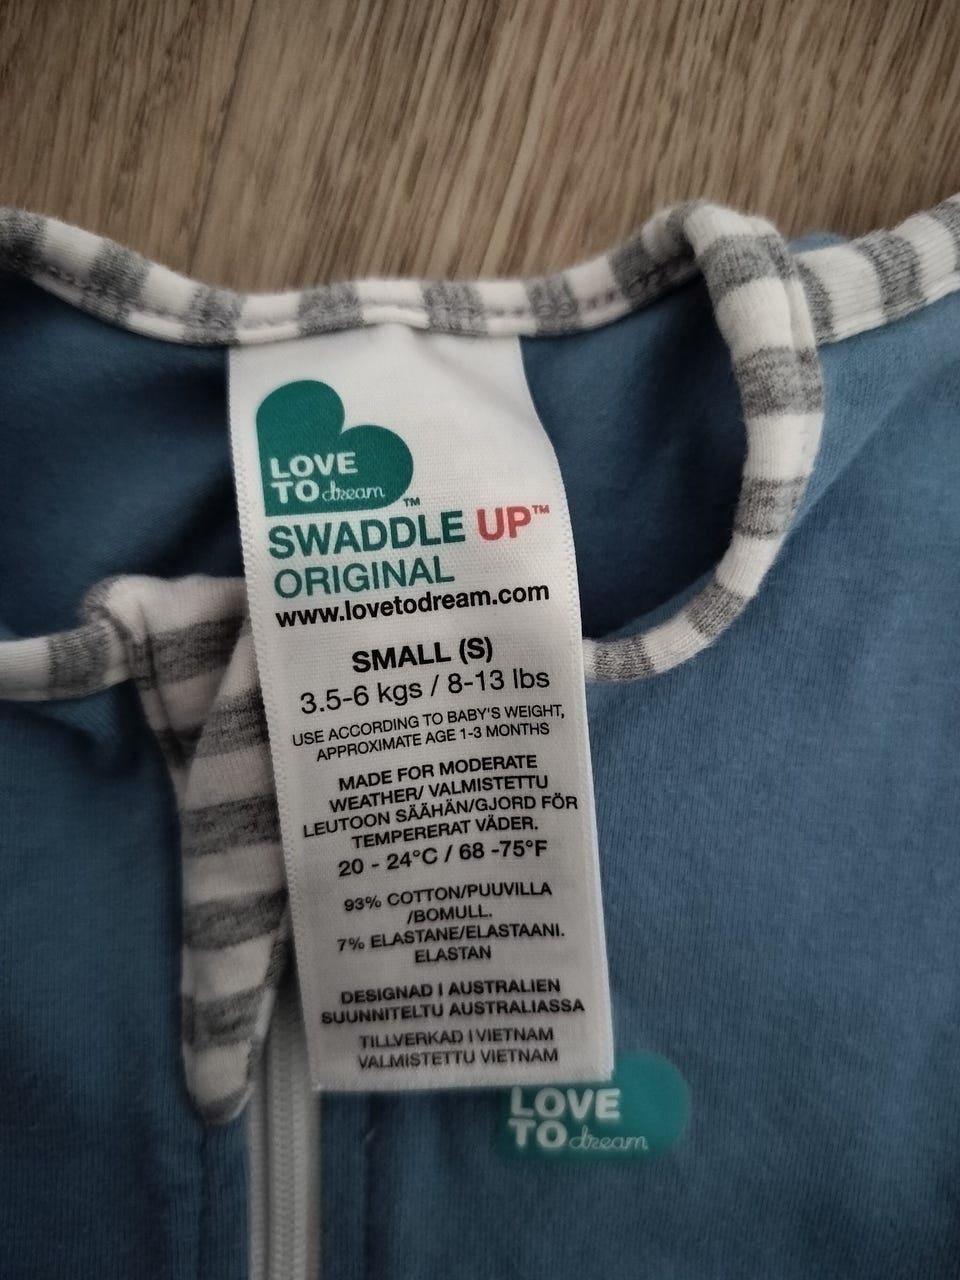 LOVE
TO dream™
SWADDLE UP™
ORIGINAL
www.lovetodream.com
SMALL (S)
3.5-6 kgs / 8-13 lbs
USE ACCORDING TO BABY'S WEIGHT,
APPROXIMATE AGE 1-3 MONTHS
MADE FOR MODERATE
WEATHER/ VALMISTETTU
LEUTOON SÄÄHÄN/GJORD FÖR
TEMPERERAT VÄDER.
20 - 24°C / 68 -75°F
93% COTTON/PUUVILLA
/BOMULL.
7% ELASTANE/ELASTAANI.
ELASTAN
DESIGNAD I AUSTRALIEN
SUUNNITELTU AUSTRALIASSA
TILLVERKAD I VIETNAM
VALMISTETTU VIETNAM
LOVE
TO dream